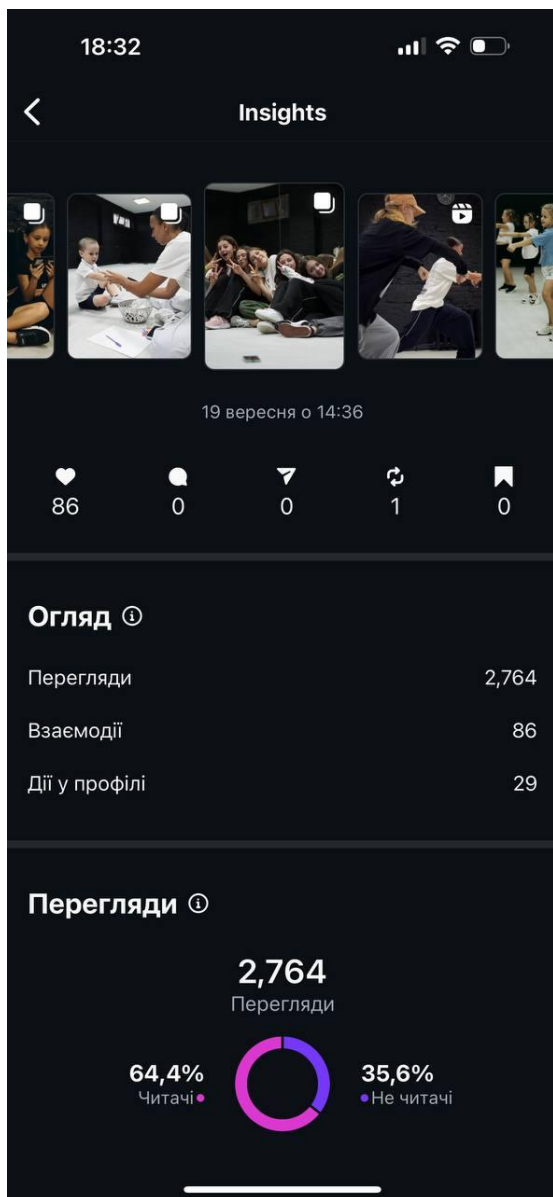 18:32
Insights
19 вересня о 14:36
86 0 0 1 0
Огляд
Перегляди 2,764
Взаємодії 86
Дії у профілі 29
Перегляди
2,764
Перегляди
64,4% 35,6%
Читачі Не читачі